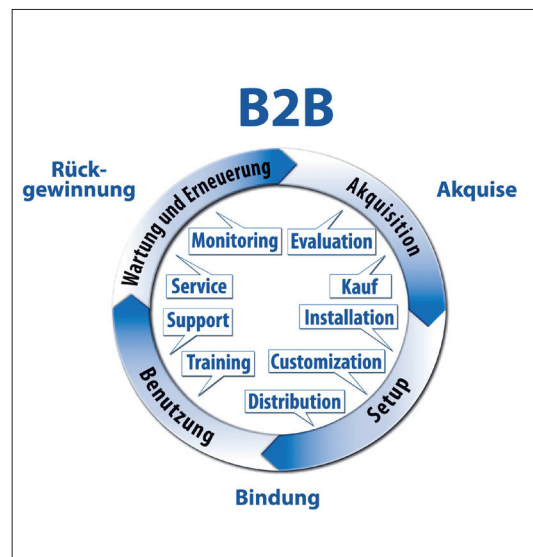 B2B
Rück-
gewinnung
Akquise
Wartung und Erneuerung
Akquisition
Monitoring
Evaluation
Service
Kauf
Support
Installation
Training
Customization
Distribution
Benutzung
Setup
Bindung